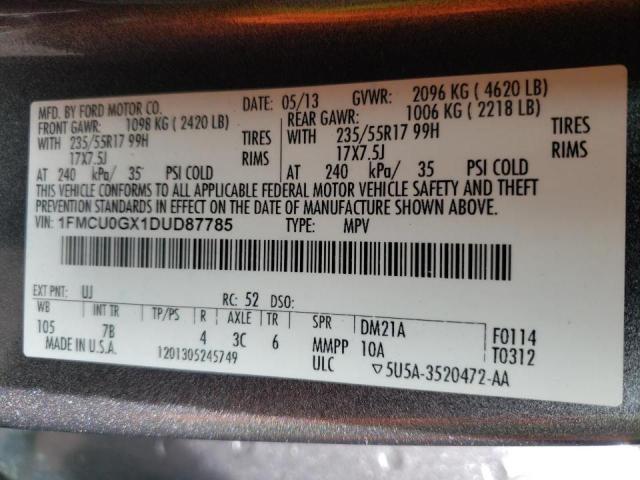 MFD. BY FORD MOTOR CO. DATE: 05/13 GVWR: 2096 KG ( 4620 LB)
FRONT GAWR: 1098 KG ( 2420 LB) REAR GAWR: 1006 KG ( 2218 LB)
WITH 235/55R17 99H TIRES WITH 235/55R17 99H TIRES
17X7.5J RIMS 17X7.5J RIMS
AT 240 kPa/ 35 PSI COLD AT 240 kPa/ 35 PSI COLD
THIS VEHICLE CONFORMS TO ALL APPLICABLE FEDERAL MOTOR VEHICLE SAFETY AND THEFT
PREVENTION STANDARDS IN EFFECT ON THE DATE OF MANUFACTURE SHOWN ABOVE.
VIN: 1FMCU0GX1DUD87785 TYPE: MPV
EXT PNT: UJ RC: 52 DSO:
WB INT TR TP/PS R AXLE TR SPR DM21A F0114
105 7B 4 3C 6 MMPP 10A T0312
MADE IN U.S.A. 1201305245749 ULC ▽5U5A-3520472-AA